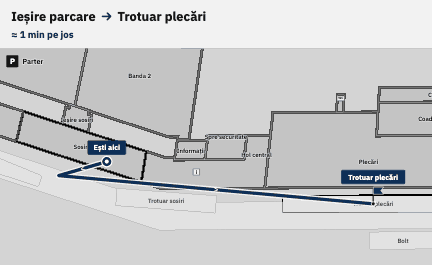 Ieșire parcare → Trotuar plecări
≈ 1 min pe jos
P Parter
Banda 2
Ieșire sosiri
Spre securitate
Sosiri
Ești aici
Informații
Hol central
Plecări
Trotuar plecări
Trotuar sosiri
Bolt